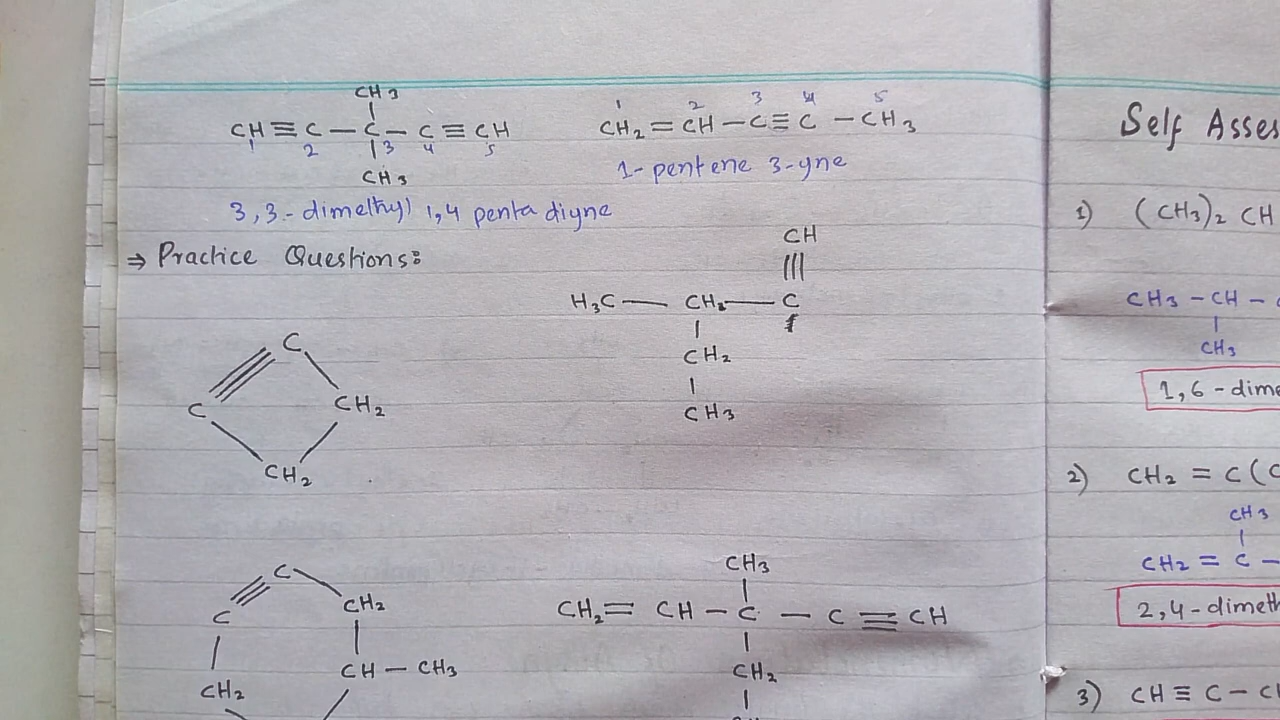 CH3
|
CH ≡ C — C — C ≡ CH
1 2 |3 4 5
CH3
3,3-dimethyl 1,4 penta diyne
1 2 3 4 5
CH2 = CH — C ≡ C — CH3
1-pentene 3-yne
⇒ Practice Questions:
C
C CH2
CH2
CH
|||
H3C — CH — C
|
CH2
|
CH3
C
C CH2
| |
CH2 CH — CH3
CH3
|
CH2 = CH — C — C ≡ CH
|
CH2
|
Self Asses
1) (CH3)2 CH
CH3 — CH —
|
CH3
1,6-dime
2) CH2 = C (C
CH3
|
CH2 = C —
2,4-dimeth
3) CH ≡ C — CH